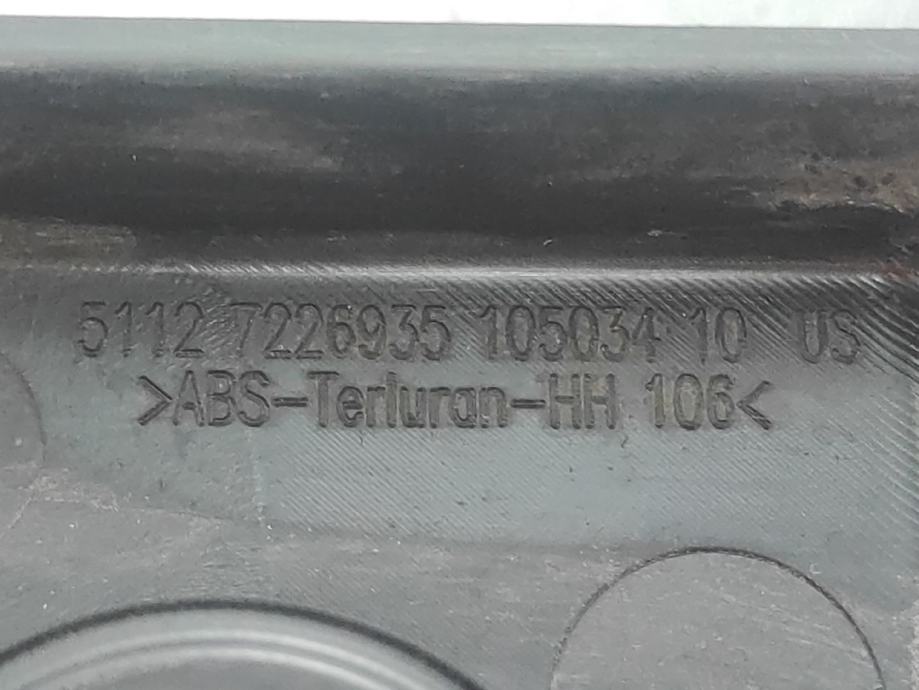 5112 7226935 105034 10 US
>ABS-Terluran-HH 106<